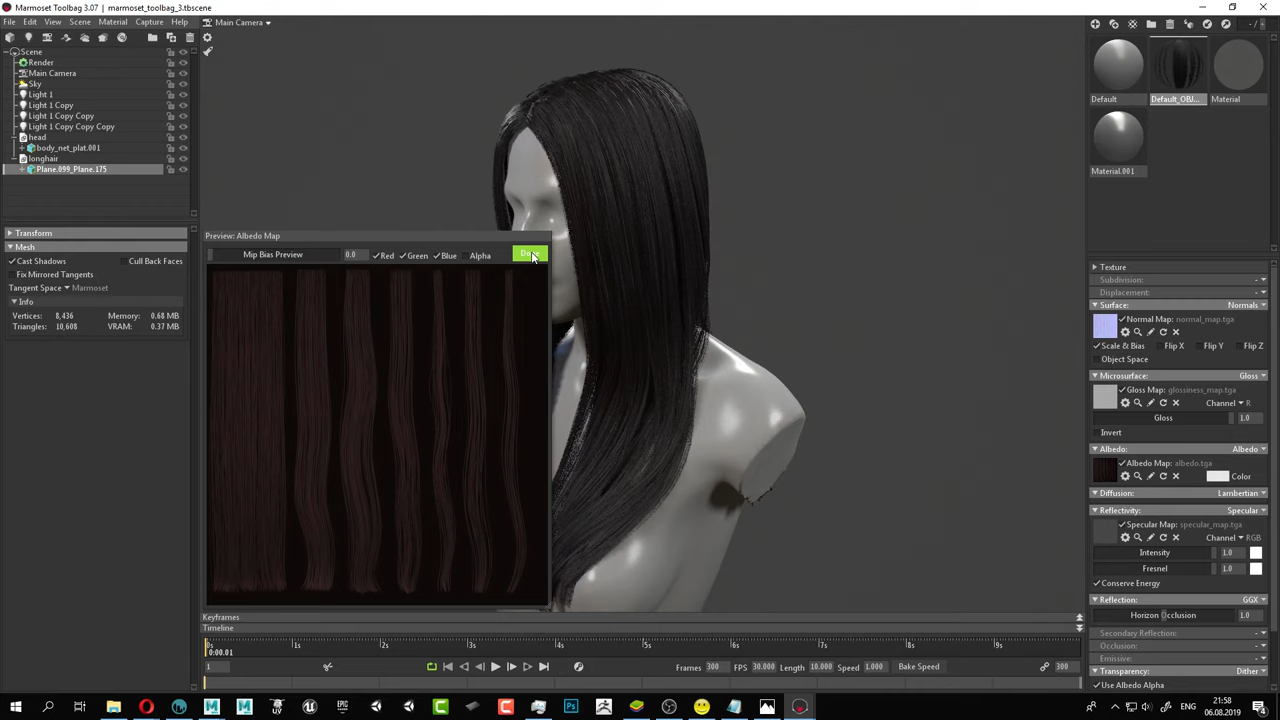 Marmoset Toolbag 3.07 | marmoset_toolbag_3.tbscene
File Edit View Scene Material Capture Help
Main Camera
Scene
Render
Main Camera
Sky
Light 1
Light 1 Copy
Light 1 Copy Copy
Light 1 Copy Copy Copy
head
body_net_plat.001
longhair
Plane.099_Plane.175
Transform
Mesh
Cast Shadows Cull Back Faces
Fix Mirrored Tangents
Tangent Space Marmoset
Info
Vertices: 8,436 Memory: 0.68 MB
Triangles: 10,608 VRAM: 0.37 MB
Preview: Albedo Map
Mip Bias Preview 0.0 Red Green Blue Alpha
Keyframes
Timeline
0s 1s 2s 3s 4s 5s 6s 7s 8s 9s
0:00.01
1 Frames 300 FPS 30.000 Length 10.000 Speed 1.000 Bake Speed 300
Default Default_OBJ... Material
Material.001
Texture
Subdivision:
Displacement:
Surface: Normals
Normal Map: normal_map.tga
Scale & Bias Flip X Flip Y Flip Z
Object Space
Microsurface: Gloss
Gloss Map: glossiness_map.tga
Channel R
Gloss 1.0
Invert
Albedo: Albedo
Albedo Map: albedo.tga
Color
Diffusion: Lambertian
Reflectivity: Specular
Specular Map: specular_map.tga
Channel RGB
Intensity 1.0
Fresnel 1.0
Conserve Energy
Reflection: GGX
Horizon Occlusion 1.0
Secondary Reflection:
Occlusion:
Emissive:
Transparency: Dither
Use Albedo Alpha
ENG
21:58
06.08.2019